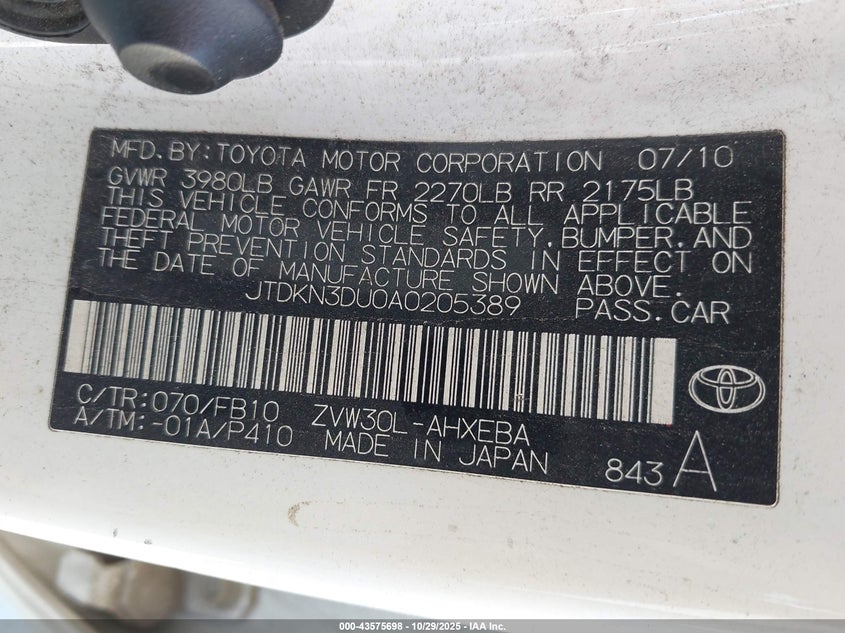 MFD.BY:TOYOTA MOTOR CORPORATION 07/10
GVWR 3980LB GAWR FR 2270LB RR 2175LB
THIS VEHICLE CONFORMS TO ALL APPLICABLE
FEDERAL MOTOR VEHICLE SAFETY,BUMPER,AND
THEFT PREVENTION STANDARDS IN EFFECT ON
THE DATE OF MANUFACTURE SHOWN ABOVE.
JTDKN3DU0A0205389 PASS.CAR
C/TR:070/FB10 ZVW30L-AHXEBA
A/TM:-01A/P410 MADE IN JAPAN 843 A
000-43575698 - 10/29/2025 - IAA Inc.